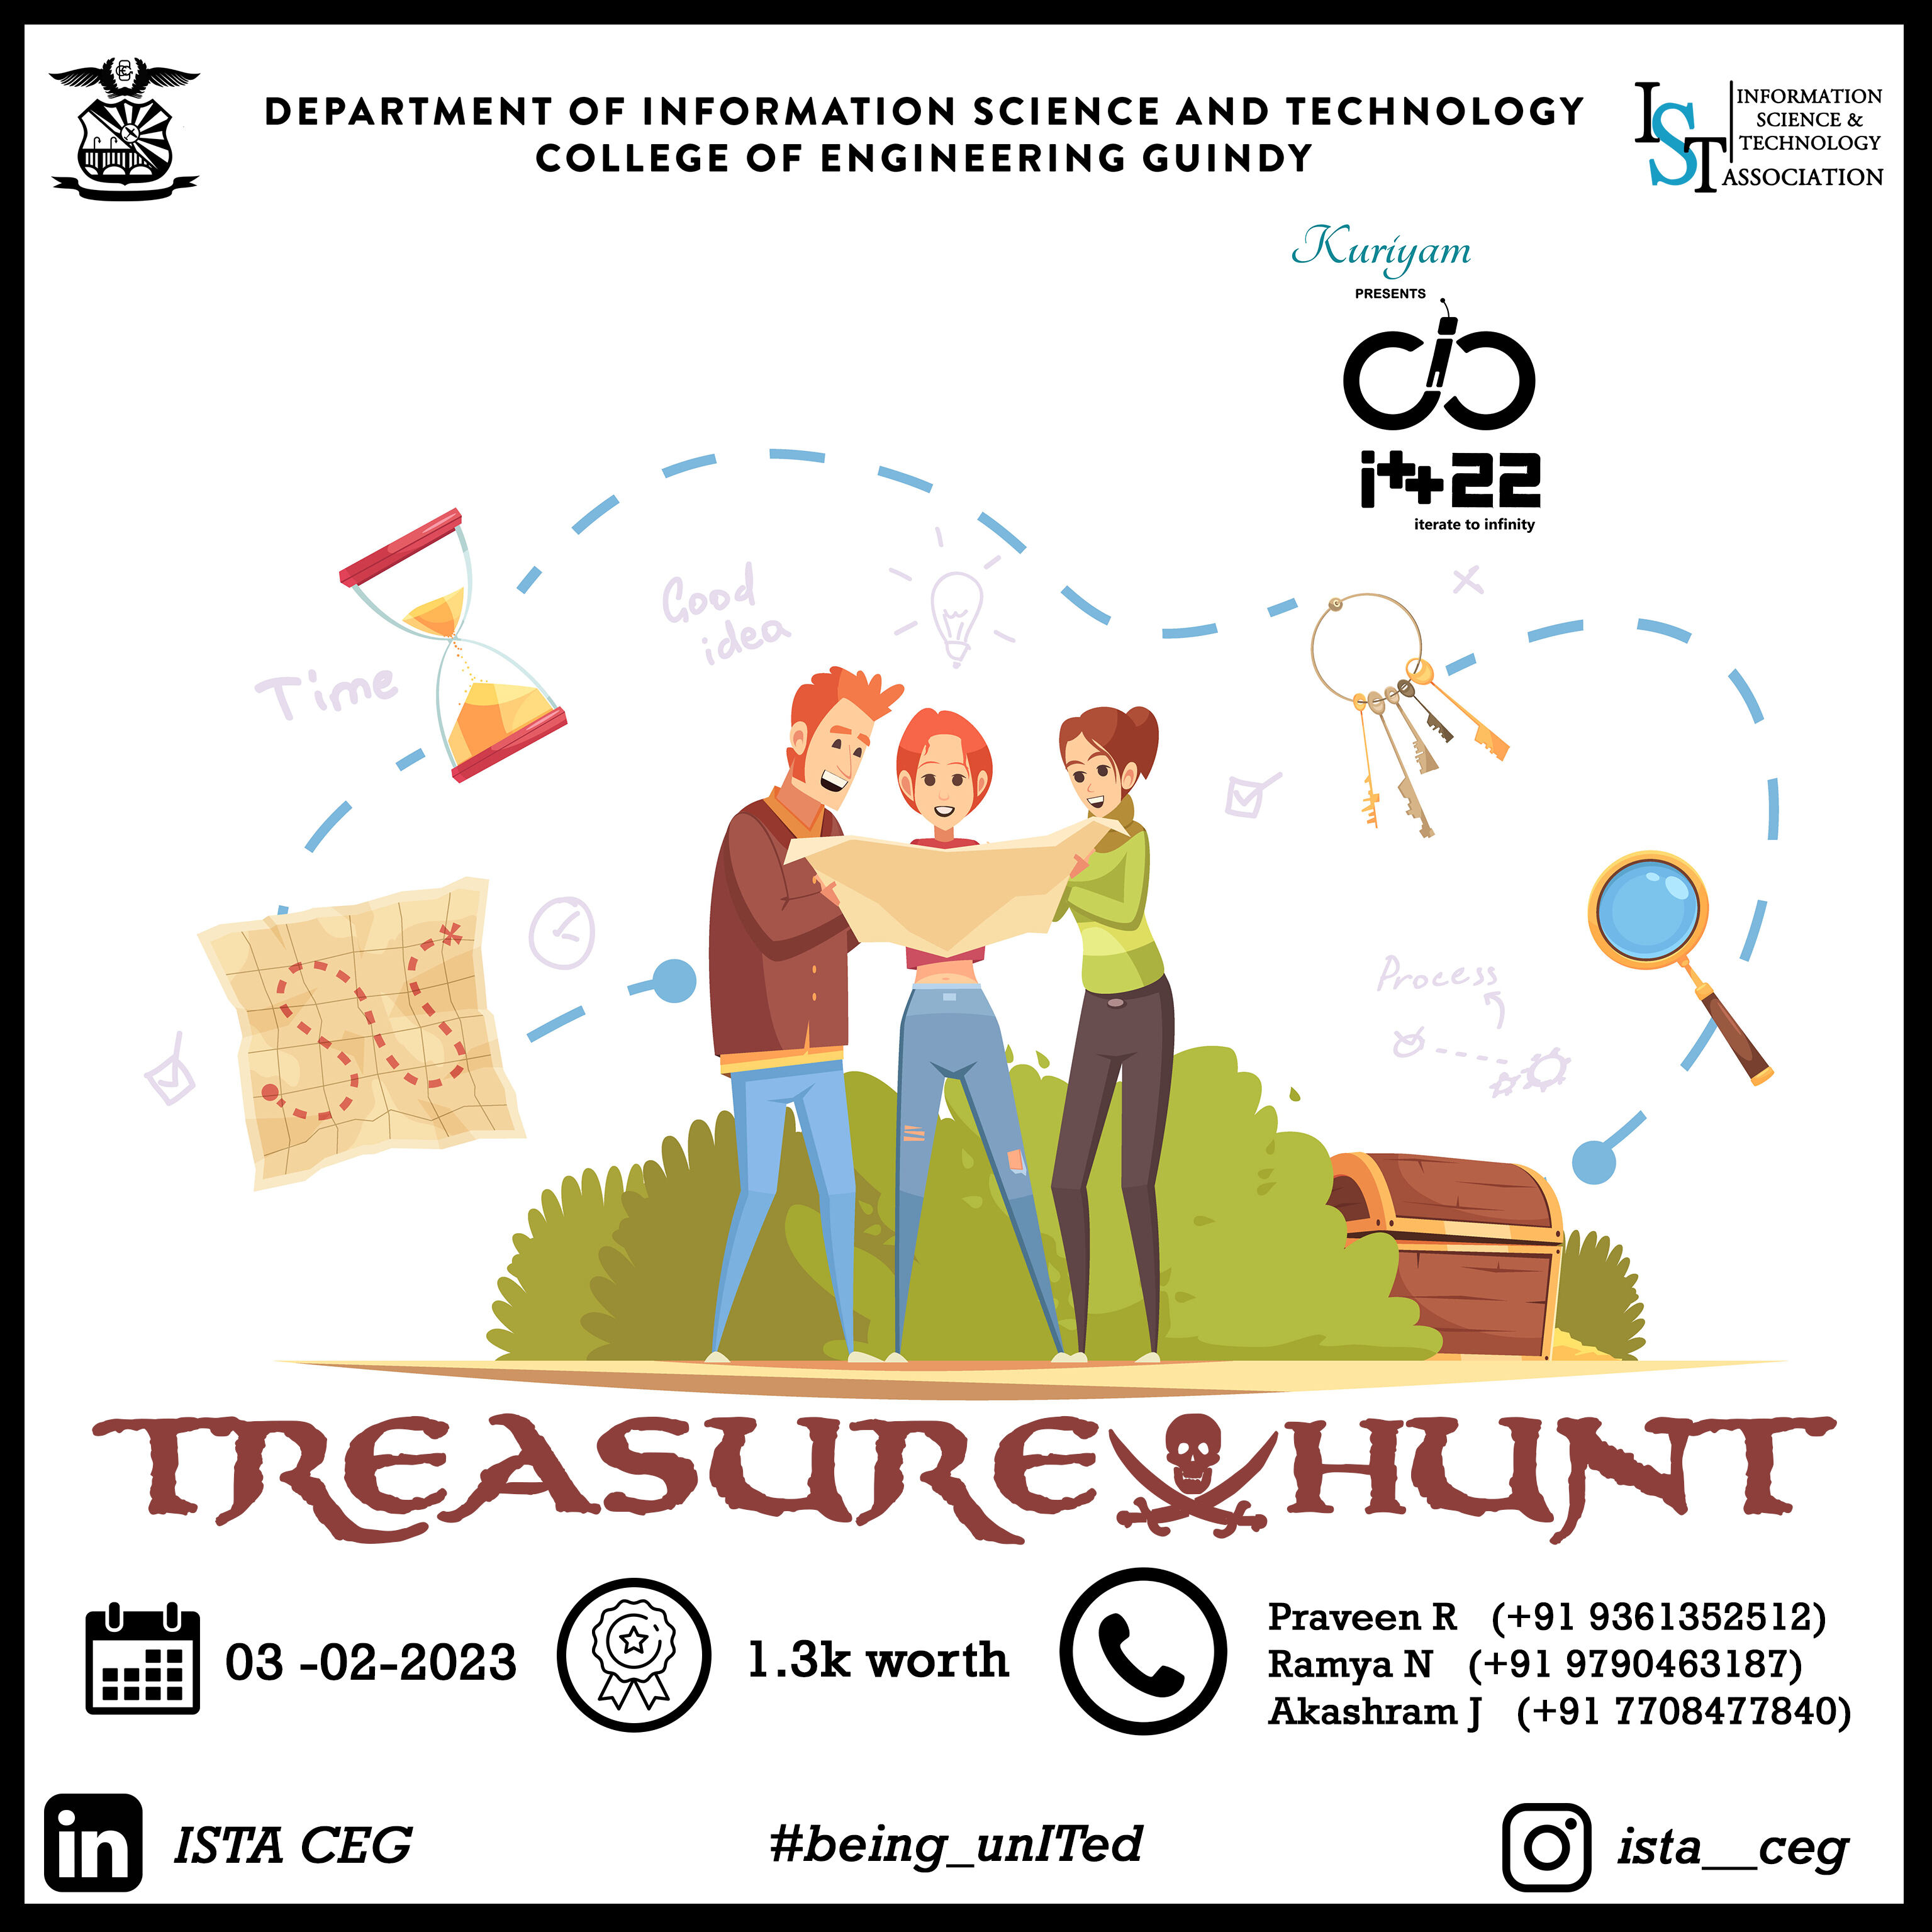 DEPARTMENT OF INFORMATION SCIENCE AND TECHNOLOGY
COLLEGE OF ENGINEERING GUINDY
IST
INFORMATION
SCIENCE &
TECHNOLOGY
ASSOCIATION
Kuriyam
PRESENTS
i++22
iterate to infinity
Good
idea
Time
Process
TREASURE HUNT
03 -02-2023
1.3k worth
Praveen R (+91 9361352512)
Ramya N (+91 9790463187)
Akashram J (+91 7708477840)
in
ISTA CEG
#being_unITed
ista__ceg